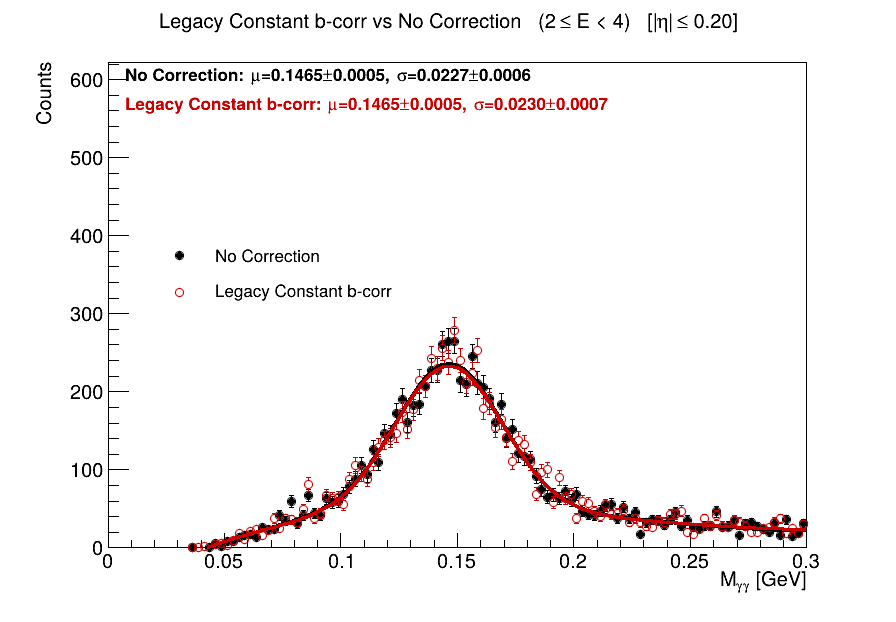 Legacy Constant b-corr vs No Correction (2 ≤ E < 4) [|η| ≤ 0.20]
Counts
No Correction: μ=0.1465±0.0005, σ=0.0227±0.0006
Legacy Constant b-corr: μ=0.1465±0.0005, σ=0.0230±0.0007
600
500
400
300
200
100
0
No Correction
Legacy Constant b-corr
0 0.05 0.1 0.15 0.2 0.25 0.3
Mγγ [GeV]